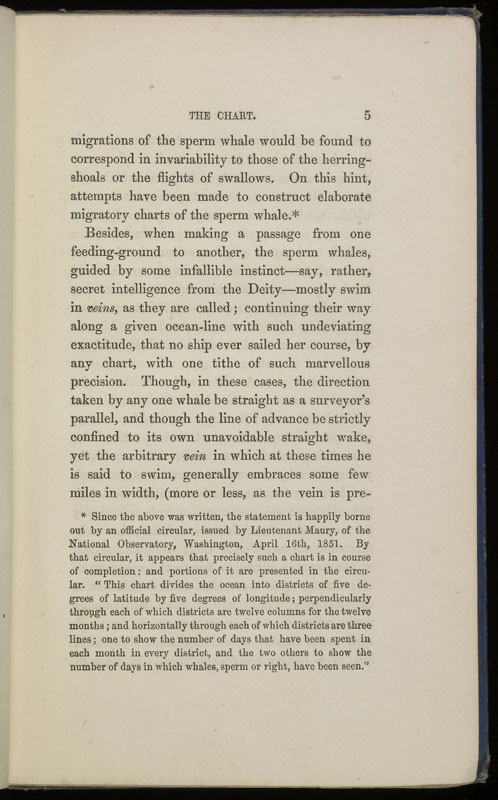 THE CHART. 5
migrations of the sperm whale would be found to
correspond in invariability to those of the herring-
shoals or the flights of swallows. On this hint,
attempts have been made to construct elaborate
migratory charts of the sperm whale.*
Besides, when making a passage from one
feeding-ground to another, the sperm whales,
guided by some infallible instinct—say, rather,
secret intelligence from the Deity—mostly swim
in veins, as they are called; continuing their way
along a given ocean-line with such undeviating
exactitude, that no ship ever sailed her course, by
any chart, with one tithe of such marvellous
precision. Though, in these cases, the direction
taken by any one whale be straight as a surveyor's
parallel, and though the line of advance be strictly
confined to its own unavoidable straight wake,
yet the arbitrary vein in which at these times he
is said to swim, generally embraces some few
miles in width, (more or less, as the vein is pre-
* Since the above was written, the statement is happily borne
out by an official circular, issued by Lieutenant Maury, of the
National Observatory, Washington, April 16th, 1851. By
that circular, it appears that precisely such a chart is in course
of completion; and portions of it are presented in the circu-
lar. "This chart divides the ocean into districts of five de-
grees of latitude by five degrees of longitude; perpendicularly
through each of which districts are twelve columns for the twelve
months; and horizontally through each of which districts are three
lines; one to show the number of days that have been spent in
each month in every district, and the two others to show the
number of days in which whales, sperm or right, have been seen."